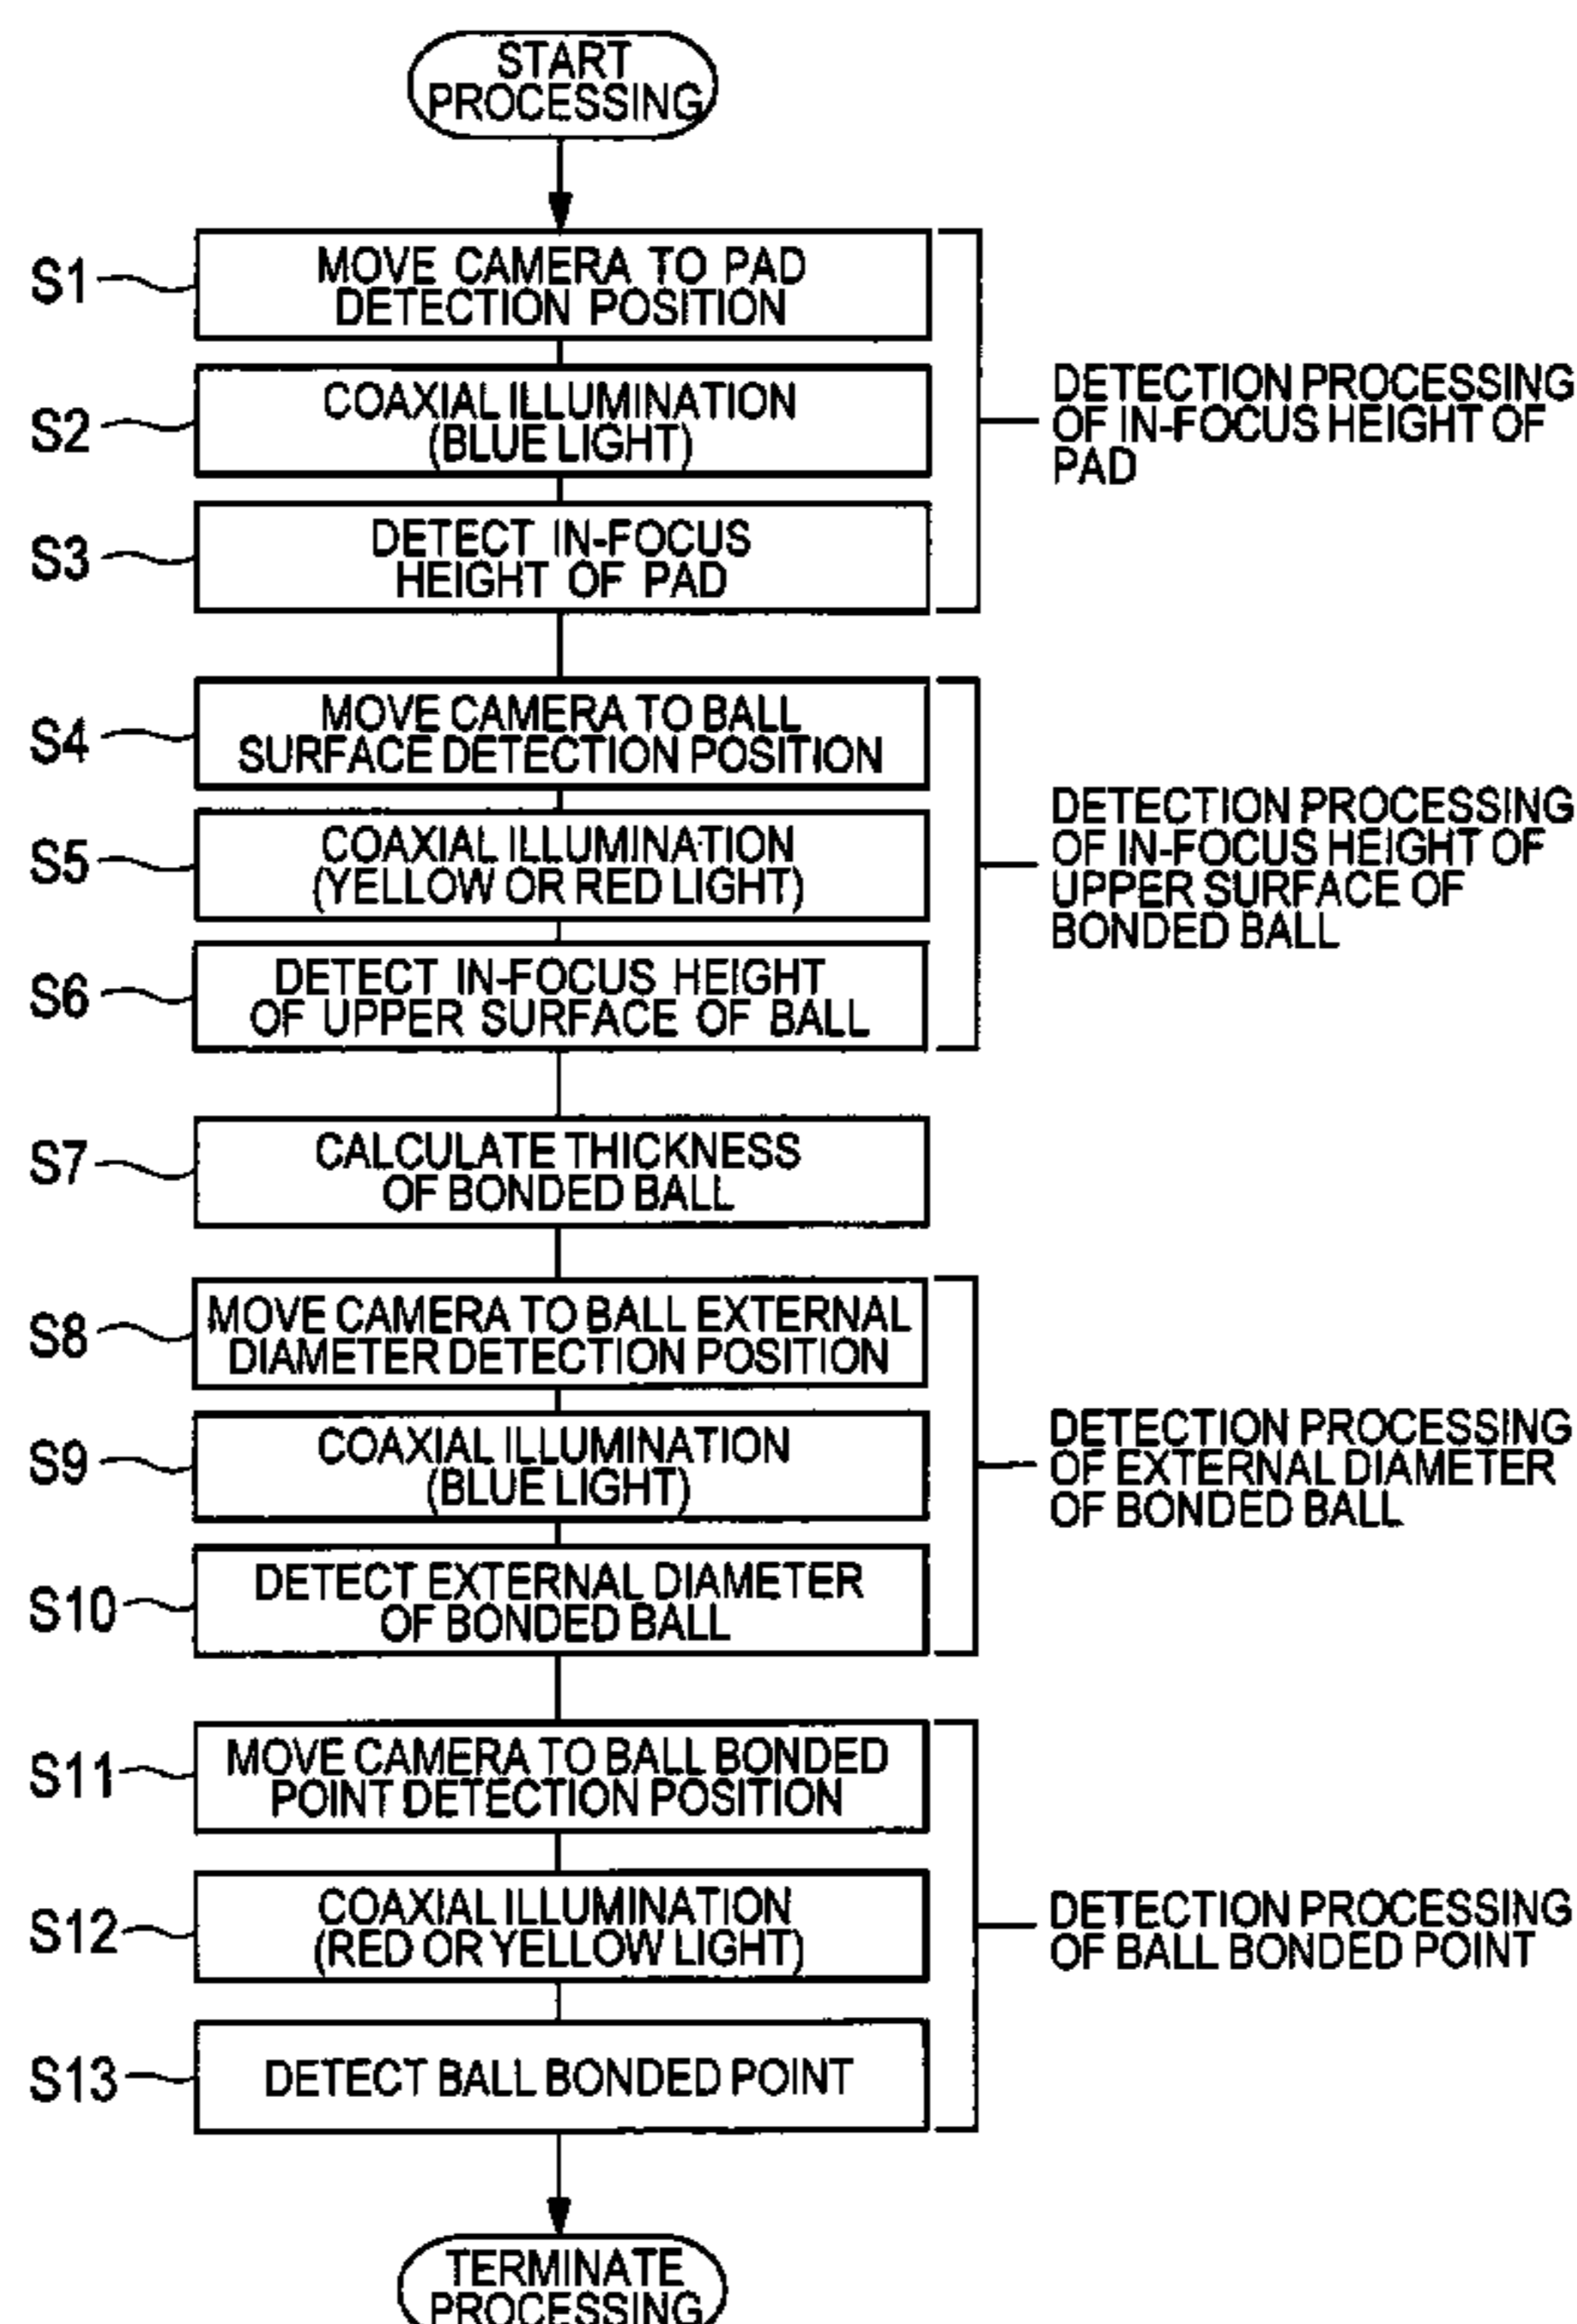 START
PROCESSING
S1
MOVE CAMERA TO PAD
DETECTION POSITION
S2
COAXIAL ILLUMINATION
(BLUE LIGHT)
S3
DETECT IN-FOCUS
HEIGHT OF PAD
DETECTION PROCESSING
OF IN-FOCUS HEIGHT OF
PAD
S4
MOVE CAMERA TO BALL
SURFACE DETECTION POSITION
S5
COAXIAL ILLUMINATION
(YELLOW OR RED LIGHT)
S6
DETECT IN-FOCUS HEIGHT
OF UPPER SURFACE OF BALL
DETECTION PROCESSING
OF IN-FOCUS HEIGHT OF
UPPER SURFACE OF
BONDED BALL
S7
CALCULATE THICKNESS
OF BONDED BALL
S8
MOVE CAMERA TO BALL EXTERNAL
DIAMETER DETECTION POSITION
S9
COAXIAL ILLUMINATION
(BLUE LIGHT)
S10
DETECT EXTERNAL DIAMETER
OF BONDED BALL
DETECTION PROCESSING
OF EXTERNAL DIAMETER
OF BONDED BALL
S11
MOVE CAMERA TO BALL BONDED
POINT DETECTION POSITION
S12
COAXIAL ILLUMINATION
(RED OR YELLOW LIGHT)
S13
DETECT BALL BONDED POINT
DETECTION PROCESSING
OF BALL BONDED POINT
TERMINATE
PROCESSING